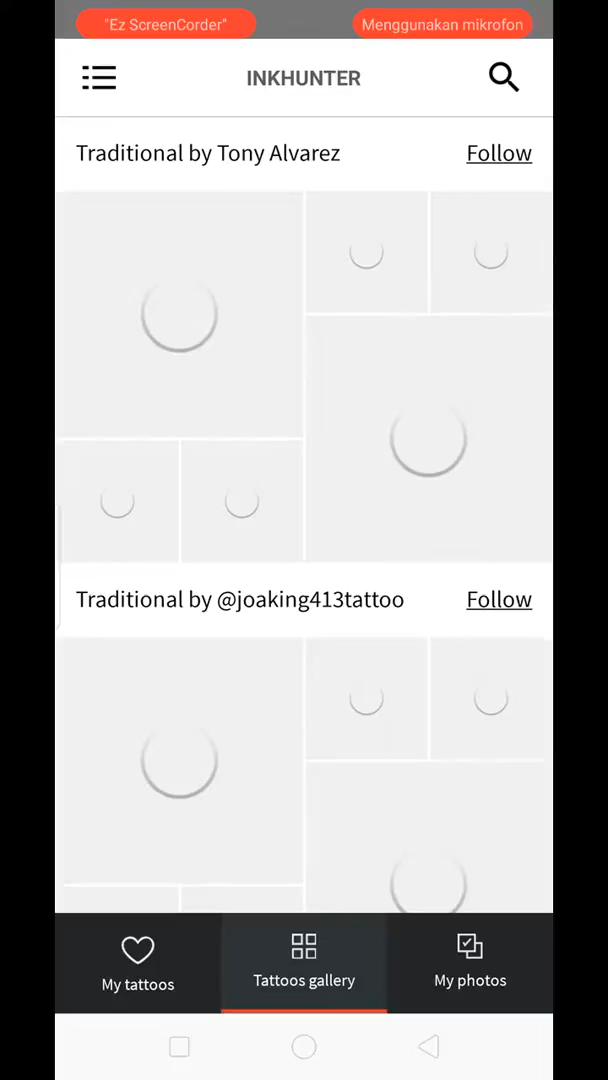 "Ez ScreenCorder"
Menggunakan mikrofon
INKHUNTER
Traditional by Tony Alvarez
Follow
Traditional by @joaking413tattoo
Follow
My tattoos
Tattoos gallery
My photos